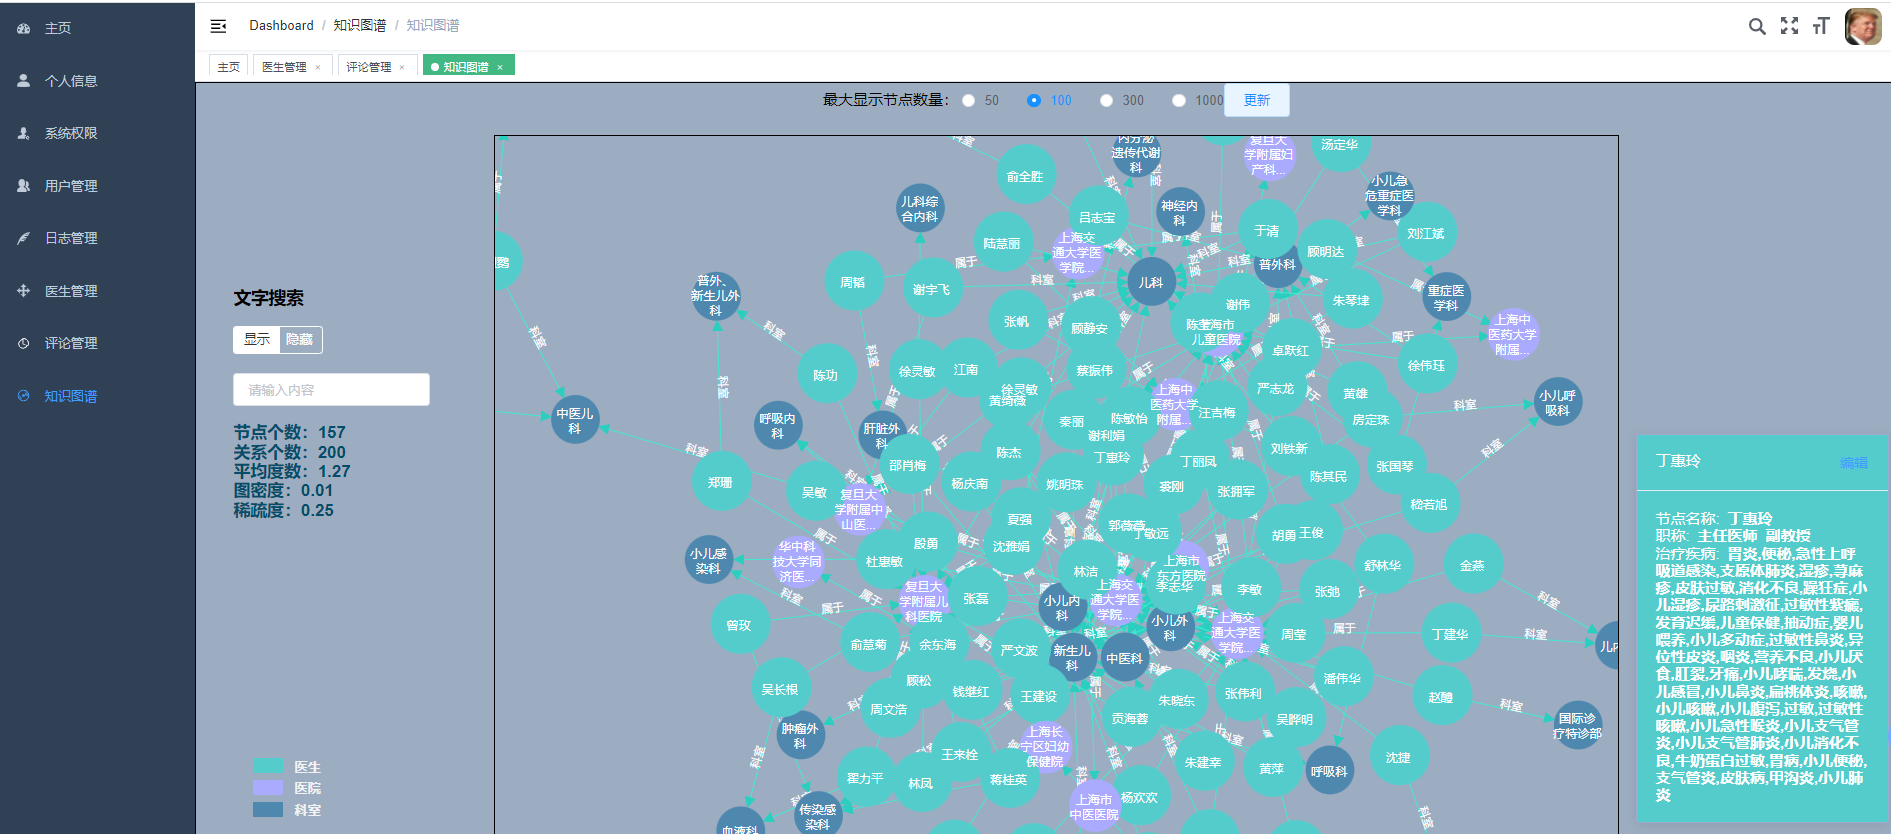 主页
个人信息
系统权限
用户管理
日志管理
医生管理
评论管理
知识图谱
Dashboard / 知识图谱 / 知识图谱
主页
医生管理 ×
评论管理 ×
知识图谱 ×
最大显示节点数量：
50
100
300
1000
更新
文字搜索
显示
隐藏
请输入内容
节点个数：157
关系个数：200
平均度数：1.27
图密度：0.01
稀疏度：0.25
医生
医院
科室
俞全胜
遗传代谢
科
复旦大
学附属妇
产科...
汤定华
儿科综
合内科
吕志宝
神经内
科
小儿急
危重症医
学科
陆慧丽
上海交
通大学医
学院...
于清
顾明达
刘江斌
普外、
新生儿外
科
周韬
谢宇飞
儿科
普外科
谢伟
朱琴埭
重症医
学科
张帆
顾静安
儿童医院
卓跃红
上海中
医药大学
附属...
陈功
徐灵敏
江南
徐灵敏
蔡振伟
严志龙
黄雄
徐伟珏
中医儿
科
呼吸内
科
肝脏外
科
秦丽
陈敏怡
上海中
医药大学
附属...
汪吉梅
房定珠
小儿呼
吸科
谢利娟
陈杰
丁惠玲
丁丽凤
刘铁新
郑珊
吴敏
复旦大
学附属中
山医...
邵肖梅
杨庆南
姚明珠
裘刚
张拥军
陈其民
张国琴
嵇若旭
夏强
丁敬远
胡勇
王俊
小儿感
染科
华中科
技大学同
济医...
杜惠敏
殷勇
沈雅娟
林洁
上海市
东方医院
舒林华
金燕
曾玫
复旦大
学附属儿
科医院
张磊
小儿内
科
上海交
通大学医
学院...
李志华
李敏
张弛
俞慧菊
余东海
严文波
新生儿
科
中医科
小儿外
科
上海交
通大学医
学院...
周莹
丁建华
吴长根
顾松
钱继红
王建设
朱晓东
张伟利
潘伟华
赵醴
周文浩
肿瘤外
科
贡海蓉
吴晔明
国际诊
疗特诊部
王来栓
上海长
宁区妇幼
保健院
朱建幸
黄萍
呼吸科
沈捷
翟力平
林凤
蒋桂英
传染感
染科
血液科
上海市
中医医院
杨欢欢
科室
属于
丁惠玲
编辑
节点名称: 丁惠玲
职称: 主任医师 副教授
治疗疾病: 胃炎,便秘,急性上呼
吸道感染,支原体肺炎,湿疹,荨麻
疹,皮肤过敏,消化不良,躁狂症,小
儿湿疹,尿路刺激征,过敏性紫癜,
发育迟缓,儿童保健,抽动症,婴儿
喂养,小儿多动症,过敏性鼻炎,异
位性皮炎,咽炎,营养不良,小儿厌
食,肛裂,牙痛,小儿哮喘,发烧,小
儿感冒,小儿鼻炎,扁桃体炎,咳嗽,
小儿咳嗽,小儿腹泻,过敏,过敏性
咳嗽,小儿急性喉炎,小儿支气管
炎,小儿支气管肺炎,小儿消化不
良,牛奶蛋白过敏,胃病,小儿便秘,
支气管炎,皮肤病,甲沟炎,小儿肺
炎